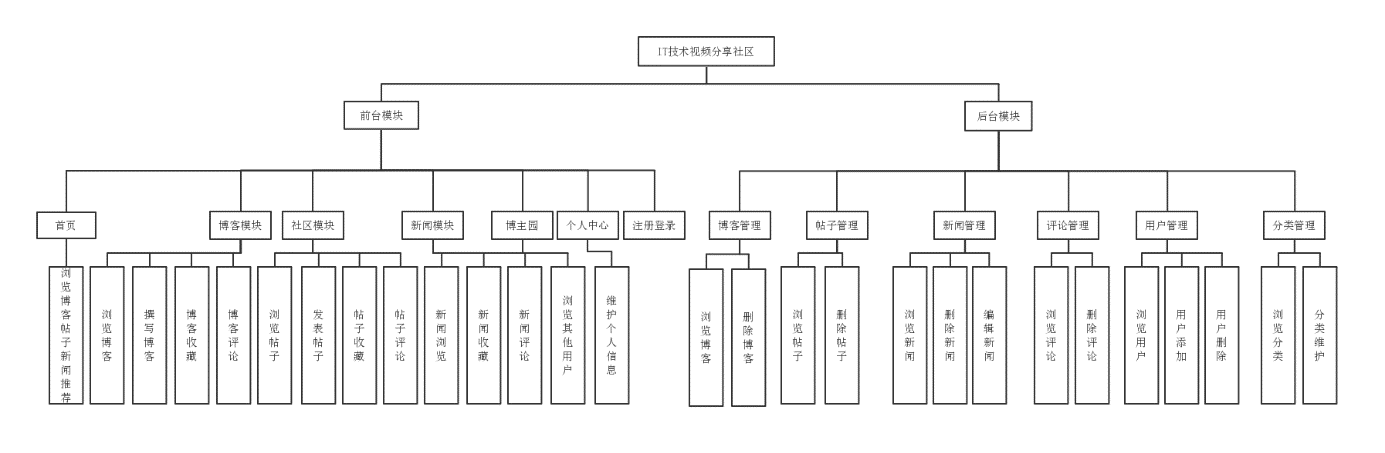 IT技术视频分享社区
前台模块
后台模块
首页
博客模块
社区模块
新闻模块
博主园
个人中心
注册登录
博客管理
帖子管理
新闻管理
评论管理
用户管理
分类管理
浏览博客帖子新闻推荐
浏览博客
撰写博客
博客收藏
博客评论
浏览帖子
发表帖子
帖子收藏
帖子评论
新闻浏览
新闻收藏
新闻评论
浏览其他用户
维护个人信息
浏览博客
删除博客
浏览帖子
删除帖子
浏览新闻
删除新闻
编辑新闻
浏览评论
删除评论
浏览用户
用户添加
用户删除
浏览分类
分类维护